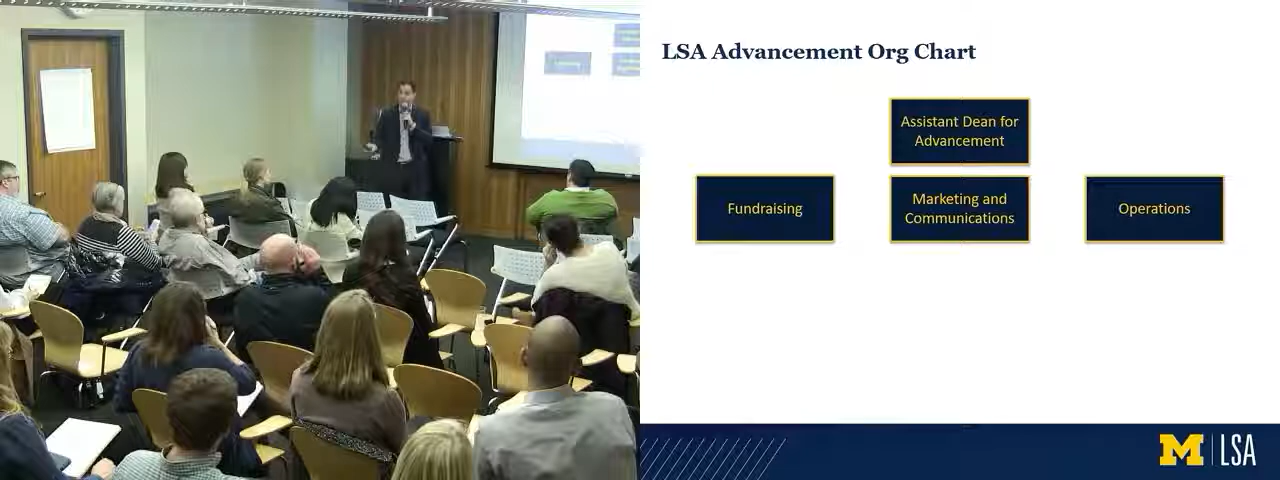 LSA Advancement Org Chart
Assistant Dean for
Advancement
Fundraising
Marketing and
Communications
Operations
M | LSA